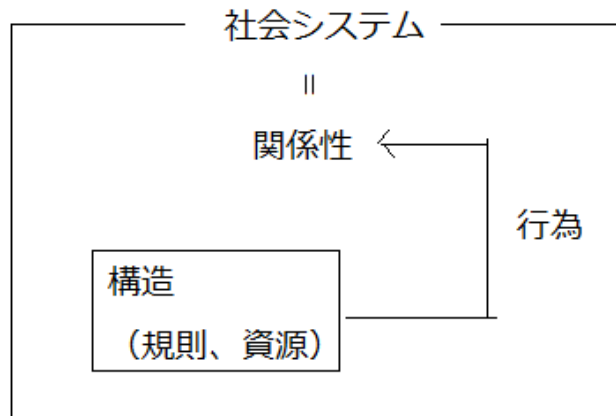 社会システム
=
関係性
行為
構造
(規則、資源)